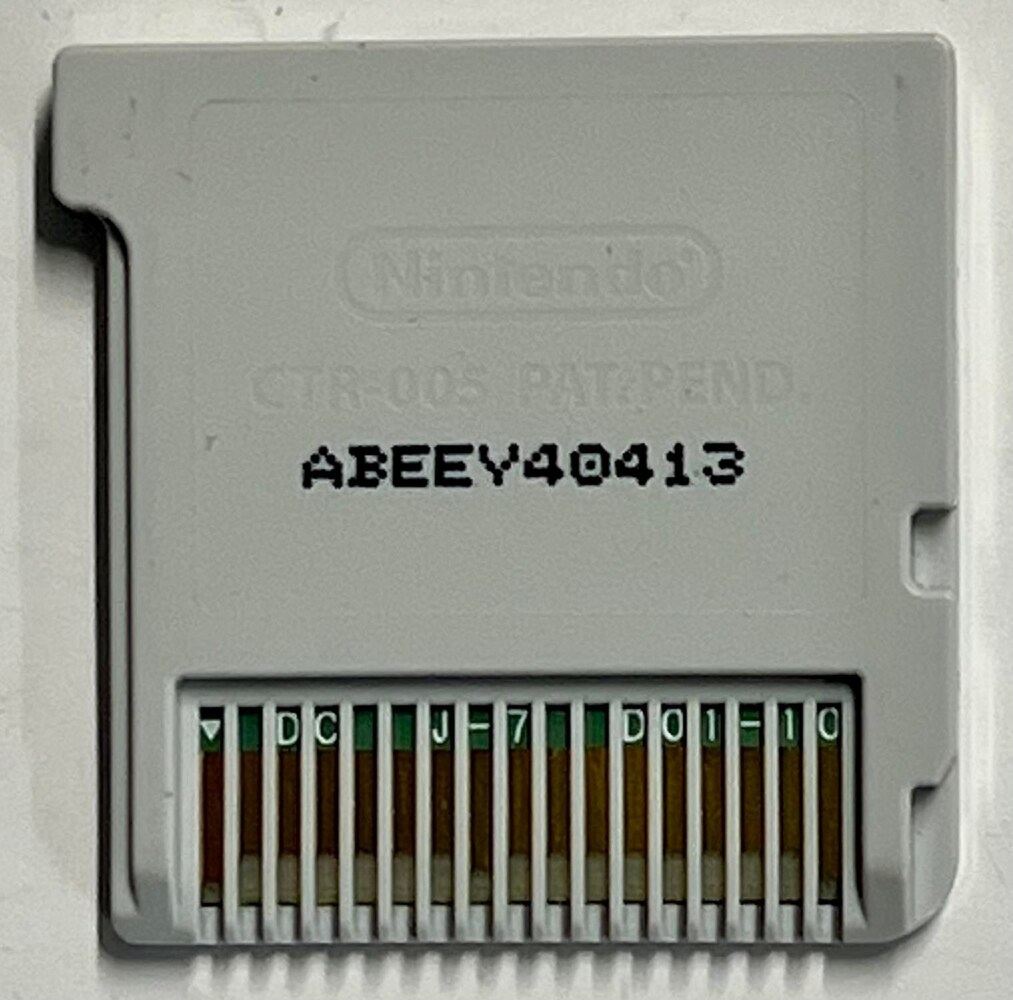 Nintendo
CTR-005 PAT.PEND.
ABEEY40413
▼ DC J-7 D01-10